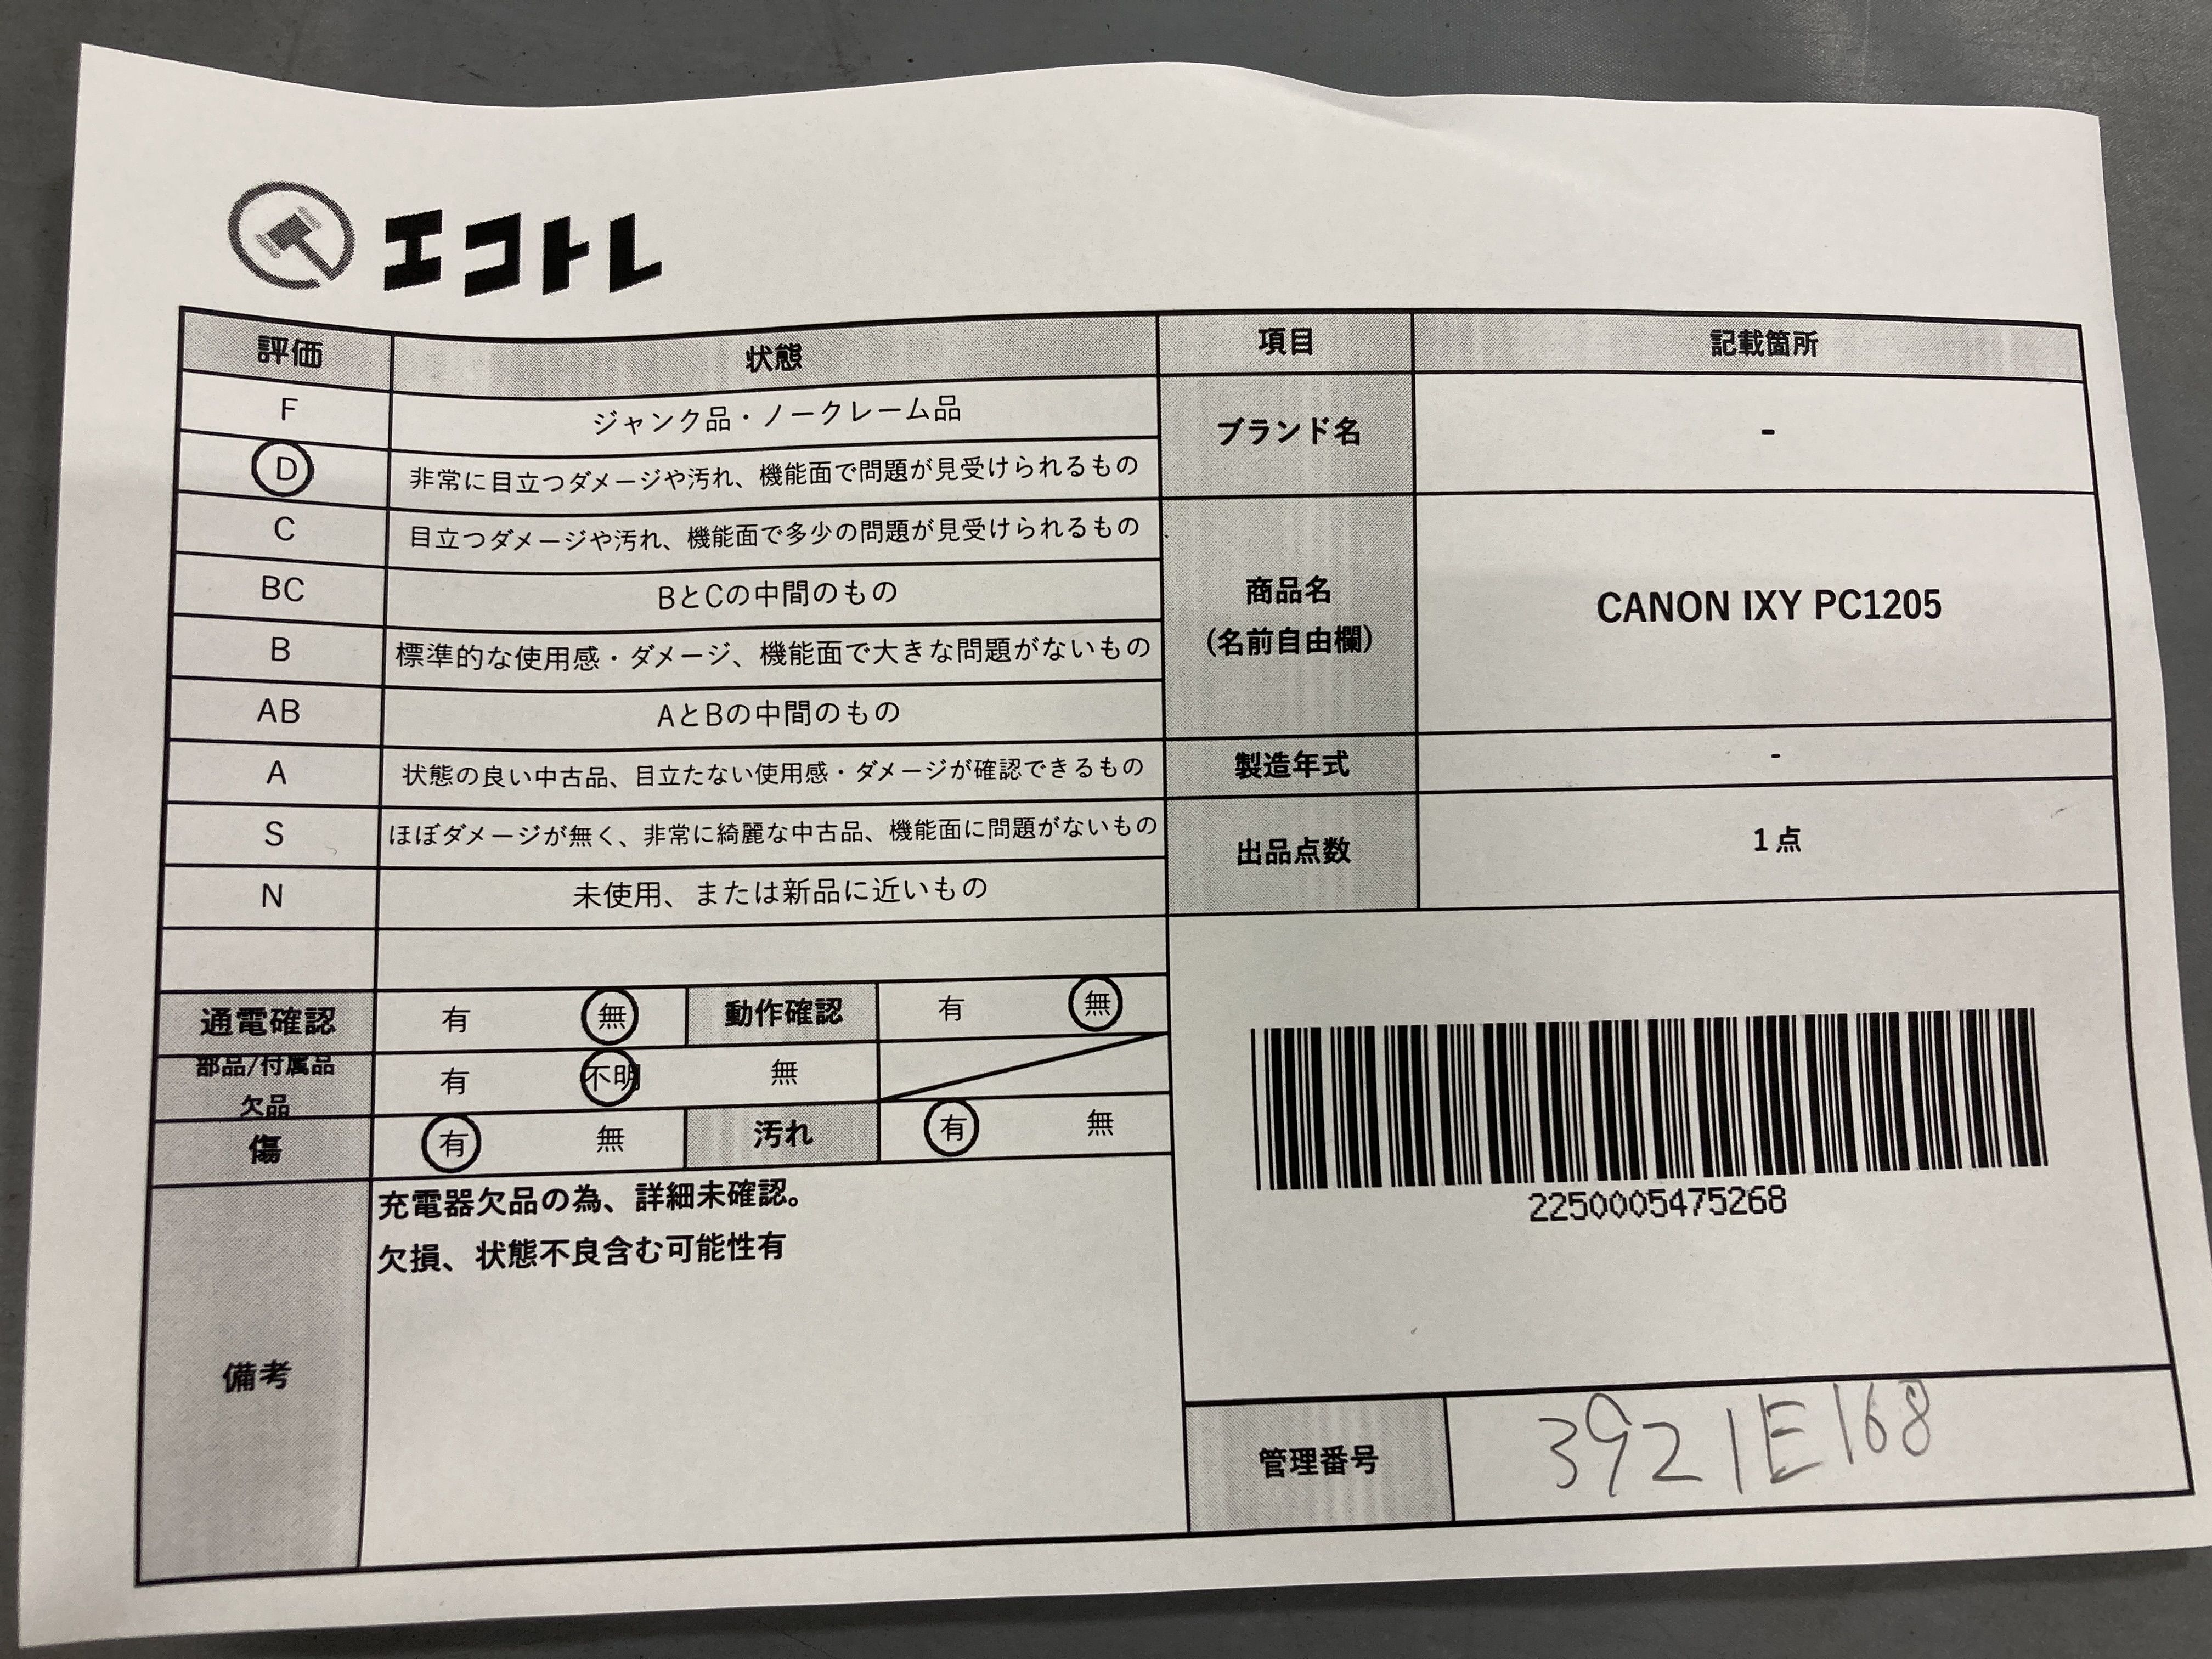 エコトレ
評価 状態
F ジャンク品・ノークレーム品
D 非常に目立つダメージや汚れ、機能面で問題が見受けられるもの
C 目立つダメージや汚れ、機能面で多少の問題が見受けられるもの
BC BとCの中間のもの
B 標準的な使用感・ダメージ、機能面で大きな問題がないもの
AB AとBの中間のもの
A 状態の良い中古品、目立たない使用感・ダメージが確認できるもの
S ほぼダメージが無く、非常に綺麗な中古品、機能面に問題がないもの
N 未使用、または新品に近いもの
通電確認 有 無 動作確認 有 無
部品/付属品
欠品
有 不明 無
傷 有 無 汚れ 有 無
備考
充電器欠品の為、詳細未確認。
欠損、状態不良含む可能性有
項目 記載箇所
ブランド名 -
商品名
(名前自由欄)
CANON IXY PC1205
製造年式 -
出品点数 1点
2250005475268
管理番号 3921E168